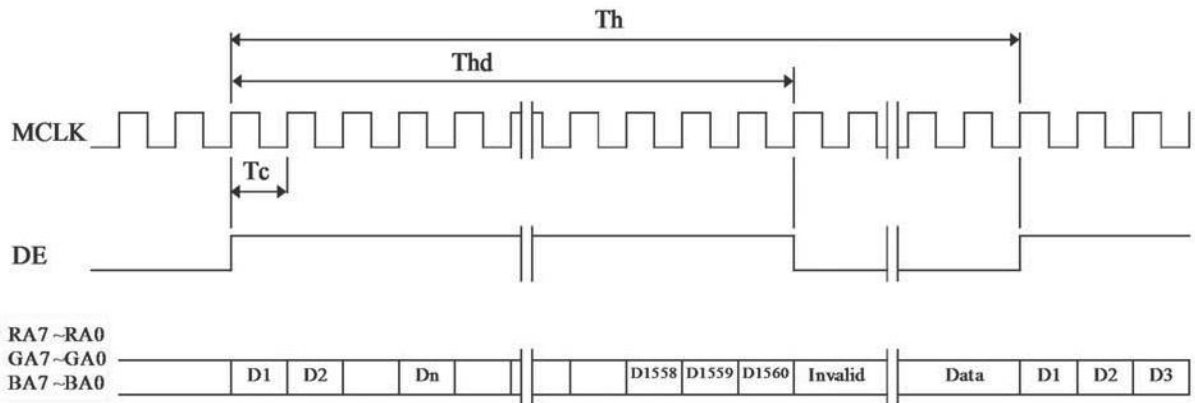 Th
Thd
MCLK
Tc
DE
RA7~RA0
GA7~GA0
BA7~BA0
D1 D2 Dn D1558 D1559 D1560 Invalid Data D1 D2 D3